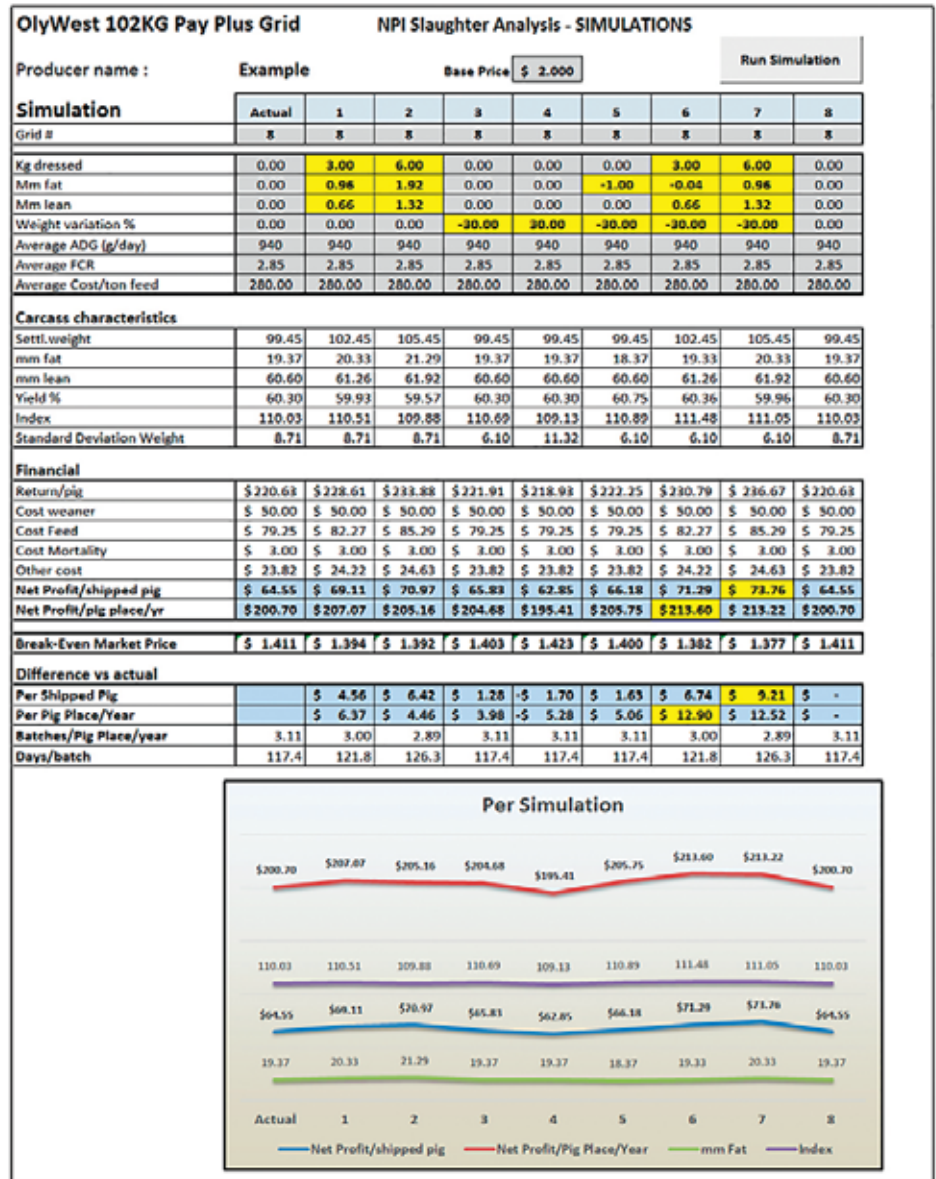 OlyWest 102KG Pay Plus Grid NPI Slaughter Analysis - SIMULATIONS
Run Simulation
Producer name : Example Base Price $ 2.000
Simulation Actual 1 2 3 4 5 6 7 8
Grid # 8 8 8 8 8 8 8 8 8
Kg dressed 0.00 3.00 6.00 0.00 0.00 0.00 3.00 6.00 0.00
Mm fat 0.00 0.96 1.92 0.00 0.00 -1.00 -0.04 0.96 0.00
Mm lean 0.00 0.66 1.32 0.00 0.00 0.00 0.66 1.32 0.00
Weight variation % 0.00 0.00 0.00 -30.00 30.00 -30.00 -30.00 -30.00 0.00
Average ADG (g/day) 940 940 940 940 940 940 940 940 940
Average FCR 2.85 2.85 2.85 2.85 2.85 2.85 2.85 2.85 2.85
Average Cost/ton feed 280.00 280.00 280.00 280.00 280.00 280.00 280.00 280.00 280.00
Carcass characteristics
Settl.weight 99.45 102.45 105.45 99.45 99.45 99.45 102.45 105.45 99.45
mm fat 19.37 20.33 21.29 19.37 19.37 18.37 19.33 20.33 19.37
mm lean 60.60 61.26 61.92 60.60 60.60 60.60 61.26 61.92 60.60
Yield % 60.30 59.93 59.57 60.30 60.30 60.75 60.36 59.96 60.30
Index 110.03 110.51 109.88 110.69 109.13 110.89 111.48 111.05 110.03
Standard Deviation Weight 8.71 8.71 8.71 6.10 11.32 6.10 6.10 6.10 8.71
Financial
Return/pig $220.63 $228.61 $233.88 $221.91 $218.93 $222.25 $230.79 $ 236.67 $220.63
Cost weaner $ 50.00 $ 50.00 $ 50.00 $ 50.00 $ 50.00 $ 50.00 $ 50.00 $ 50.00 $ 50.00
Cost Feed $ 79.25 $ 82.27 $ 85.29 $ 79.25 $ 79.25 $ 79.25 $ 82.27 $ 85.29 $ 79.25
Cost Mortality $ 3.00 $ 3.00 $ 3.00 $ 3.00 $ 3.00 $ 3.00 $ 3.00 $ 3.00 $ 3.00
Other cost $ 23.82 $ 24.22 $ 24.63 $ 23.82 $ 23.82 $ 23.82 $ 24.22 $ 24.63 $ 23.82
Net Profit/shipped pig $ 64.55 $ 69.11 $ 70.97 $ 65.83 $ 62.85 $ 66.18 $ 71.29 $ 73.76 $ 64.55
Net Profit/pig place/yr $200.70 $207.07 $205.16 $204.68 $195.41 $205.75 $213.60 $ 213.22 $200.70
Break-Even Market Price $ 1.411 $ 1.394 $ 1.392 $ 1.403 $ 1.423 $ 1.400 $ 1.382 $ 1.377 $ 1.411
Difference vs actual
Per Shipped Pig $ 4.56 $ 6.42 $ 1.28 -$ 1.70 $ 1.63 $ 6.74 $ 9.21 $ -
Per Pig Place/Year $ 6.37 $ 4.46 $ 3.98 -$ 5.28 $ 5.06 $ 12.90 $ 12.52 $ -
Batches/Pig Place/year 3.11 3.00 2.89 3.11 3.11 3.11 3.00 2.89 3.11
Days/batch 117.4 121.8 126.3 117.4 117.4 117.4 121.8 126.3 117.4
Per Simulation
$200.70 $207.07 $205.16 $204.68 $195.41 $205.75 $213.60 $213.22 $200.70
110.03 110.51 109.88 110.69 109.13 110.89 111.48 111.05 110.03
$64.55 $69.11 $70.97 $65.83 $62.85 $66.18 $71.29 $73.76 $64.55
19.37 20.33 21.29 19.37 19.37 18.37 19.33 20.33 19.37
Actual 1 2 3 4 5 6 7 8
Net Profit/shipped pig Net Profit/Pig Place/Year mm Fat Index